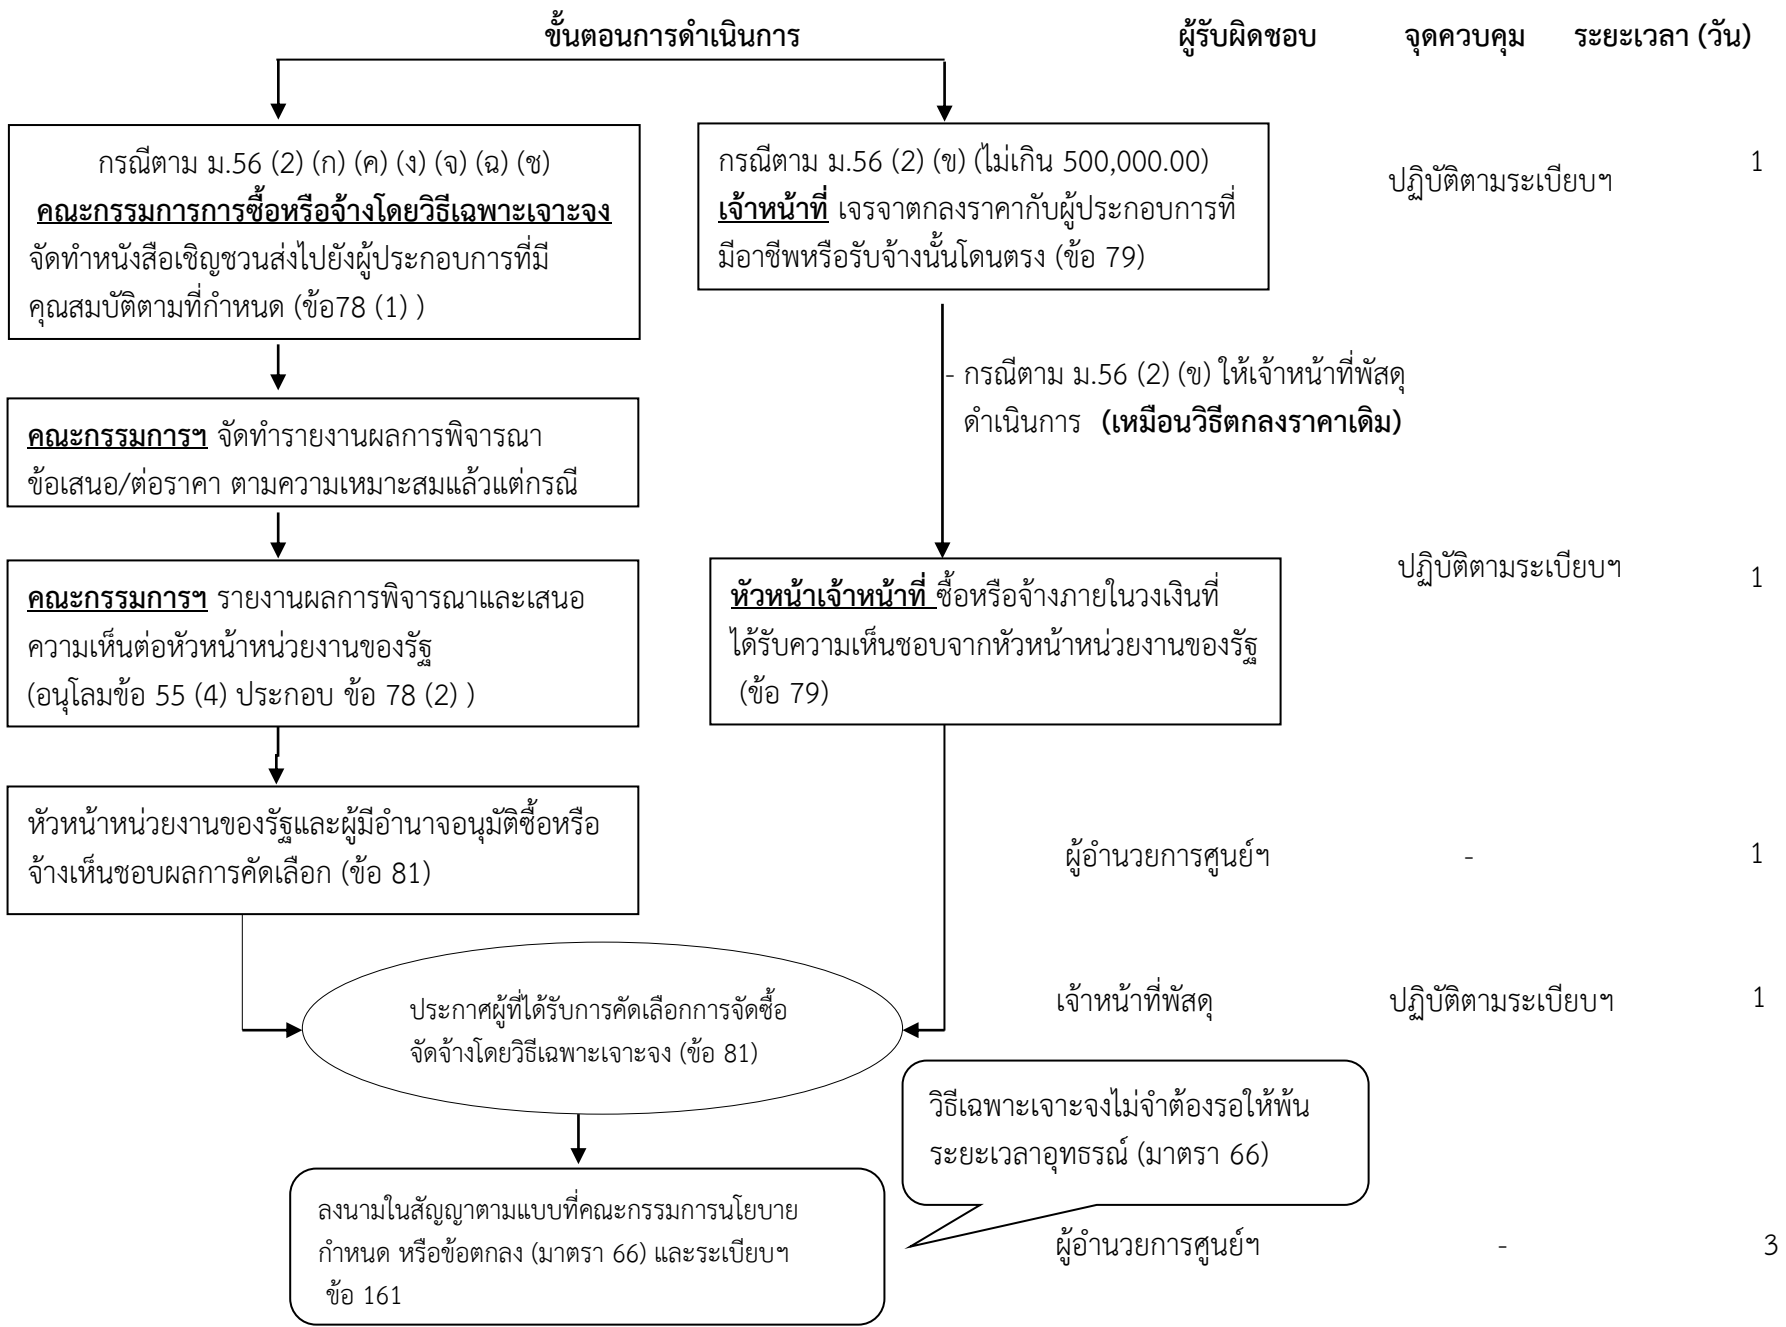 ขั้นตอนการดำเนินการ ผู้รับผิดชอบ จุดควบคุม ระยะเวลา (วัน)
กรณีตาม ม.56 (2) (ก) (ค) (ง) (จ) (ฉ) (ช)
คณะกรรมการการซื้อหรือจ้างโดยวิธีเฉพาะเจาะจง
จัดทำหนังสือเชิญชวนส่งไปยังผู้ประกอบการที่มี
คุณสมบัติตามที่กำหนด (ข้อ78 (1) )
กรณีตาม ม.56 (2) (ข) (ไม่เกิน 500,000.00)
เจ้าหน้าที่ เจรจาตกลงราคากับผู้ประกอบการที่
มีอาชีพหรือรับจ้างนั้นโดนตรง (ข้อ 79)
ปฏิบัติตามระเบียบฯ 1
- กรณีตาม ม.56 (2) (ข) ให้เจ้าหน้าที่พัสดุ
ดำเนินการ (เหมือนวิธีตกลงราคาเดิม)
คณะกรรมการฯ จัดทำรายงานผลการพิจารณา
ข้อเสนอ/ต่อราคา ตามความเหมาะสมแล้วแต่กรณี
คณะกรรมการฯ รายงานผลการพิจารณาและเสนอ
ความเห็นต่อหัวหน้าหน่วยงานของรัฐ
(อนุโลมข้อ 55 (4) ประกอบ ข้อ 78 (2) )
หัวหน้าเจ้าหน้าที่ ซื้อหรือจ้างภายในวงเงินที่
ได้รับความเห็นชอบจากหัวหน้าหน่วยงานของรัฐ
(ข้อ 79)
ปฏิบัติตามระเบียบฯ 1
หัวหน้าหน่วยงานของรัฐและผู้มีอำนาจอนุมัติซื้อหรือ
จ้างเห็นชอบผลการคัดเลือก (ข้อ 81)
ผู้อำนวยการศูนย์ฯ - 1
ประกาศผู้ที่ได้รับการคัดเลือกการจัดซื้อ
จัดจ้างโดยวิธีเฉพาะเจาะจง (ข้อ 81)
เจ้าหน้าที่พัสดุ ปฏิบัติตามระเบียบฯ 1
วิธีเฉพาะเจาะจงไม่จำต้องรอให้พ้น
ระยะเวลาอุทธรณ์ (มาตรา 66)
ลงนามในสัญญาตามแบบที่คณะกรรมการนโยบาย
กำหนด หรือข้อตกลง (มาตรา 66) และระเบียบฯ
ข้อ 161
ผู้อำนวยการศูนย์ฯ - 3